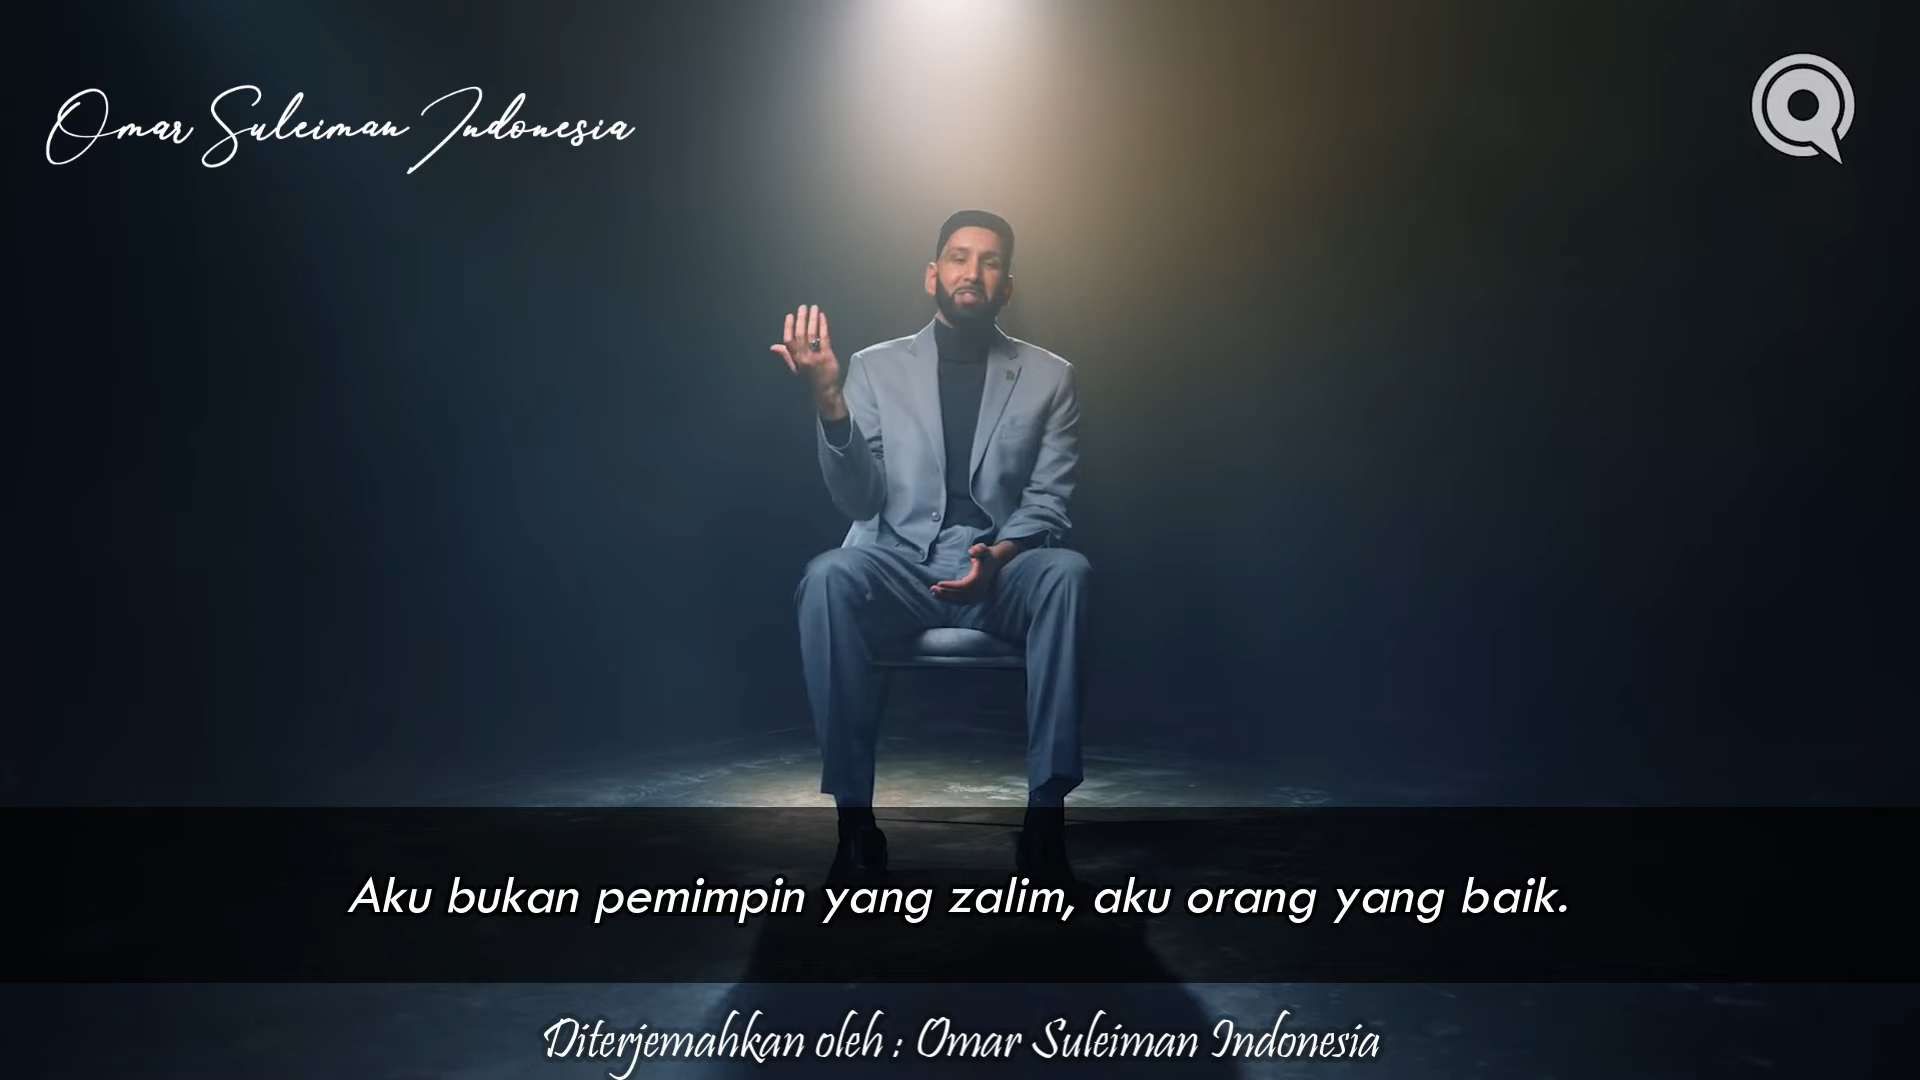 Omar Suleiman Indonesia
Aku bukan pemimpin yang zalim, aku orang yang baik.
Diterjemahkan oleh : Omar Suleiman Indonesia